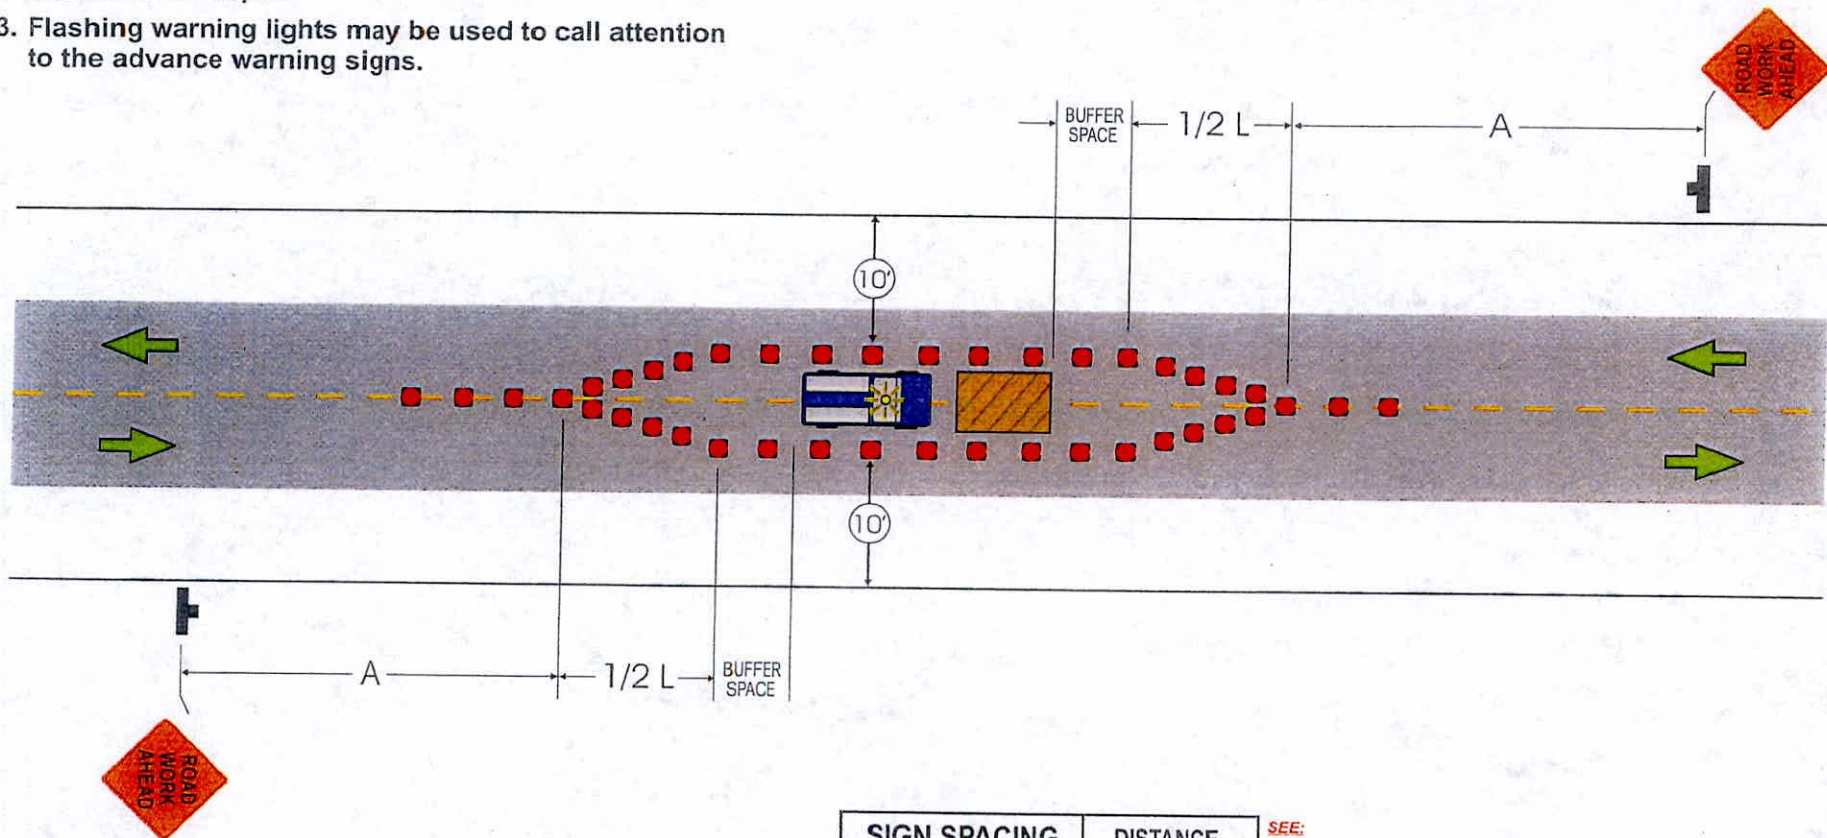 3. Flashing warning lights may be used to call attention
to the advance warning signs.
ROAD
WORK
AHEAD
BUFFER
SPACE
1/2 L
A
10'
10'
A
1/2 L
BUFFER
SPACE
ROAD
WORK
AHEAD
SIGN SPACING
DISTANCE
SEE: